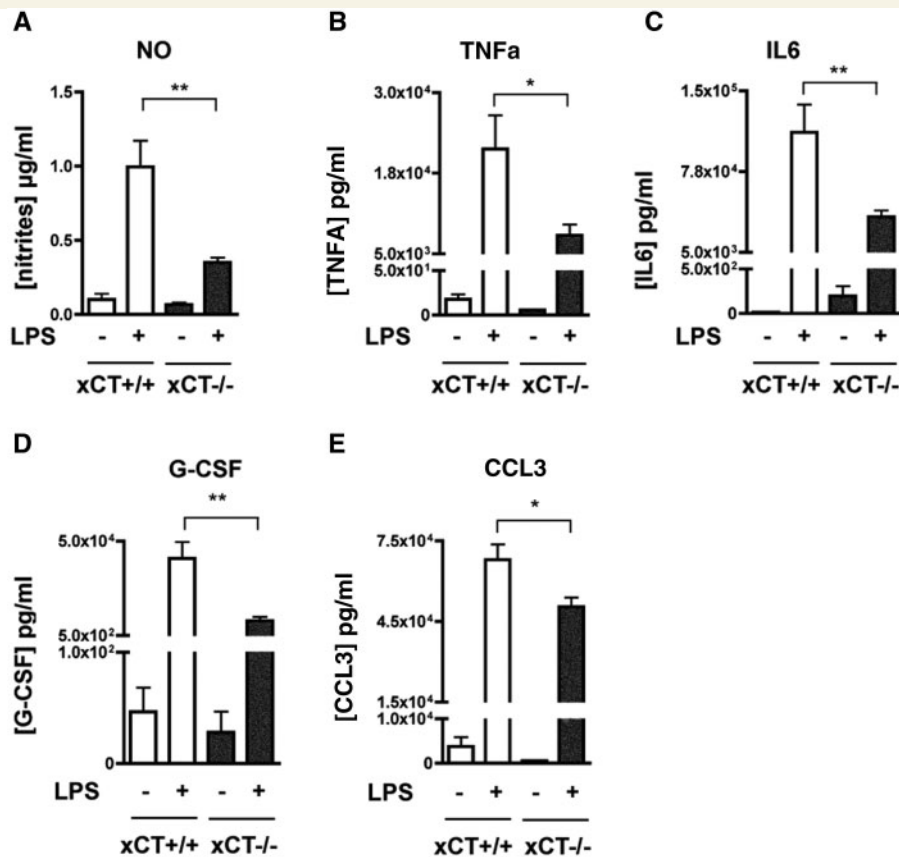 A
NO
**
[nitrites] µg/ml
1.5
1.0
0.5
0.0
LPS - + - +
xCT+/+ xCT-/-
B
TNFa
*
[TNFA] pg/ml
3.0x10⁴
1.8x10⁴
5.0x10³
5.0x10¹
0
LPS - + - +
xCT+/+ xCT-/-
C
IL6
**
[IL6] pg/ml
1.5x10⁵
7.8x10⁴
5.0x10³
5.0x10²
0
LPS - + - +
xCT+/+ xCT-/-
D
G-CSF
**
[G-CSF] pg/ml
5.0x10⁴
5.0x10²
1.0x10²
0
LPS - + - +
xCT+/+ xCT-/-
E
CCL3
*
[CCL3] pg/ml
7.5x10⁴
4.5x10⁴
1.5x10⁴
1.0x10⁴
0
LPS - + - +
xCT+/+ xCT-/-